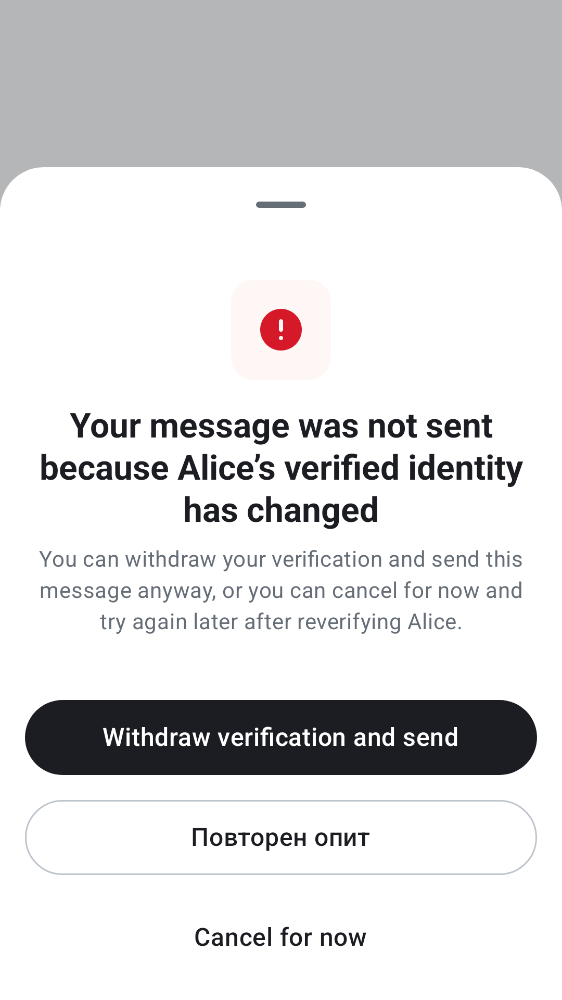 Your message was not sent
because Alice’s verified identity
has changed
You can withdraw your verification and send this
message anyway, or you can cancel for now and
try again later after reverifying Alice.
Withdraw verification and send
Повторен опит
Cancel for now